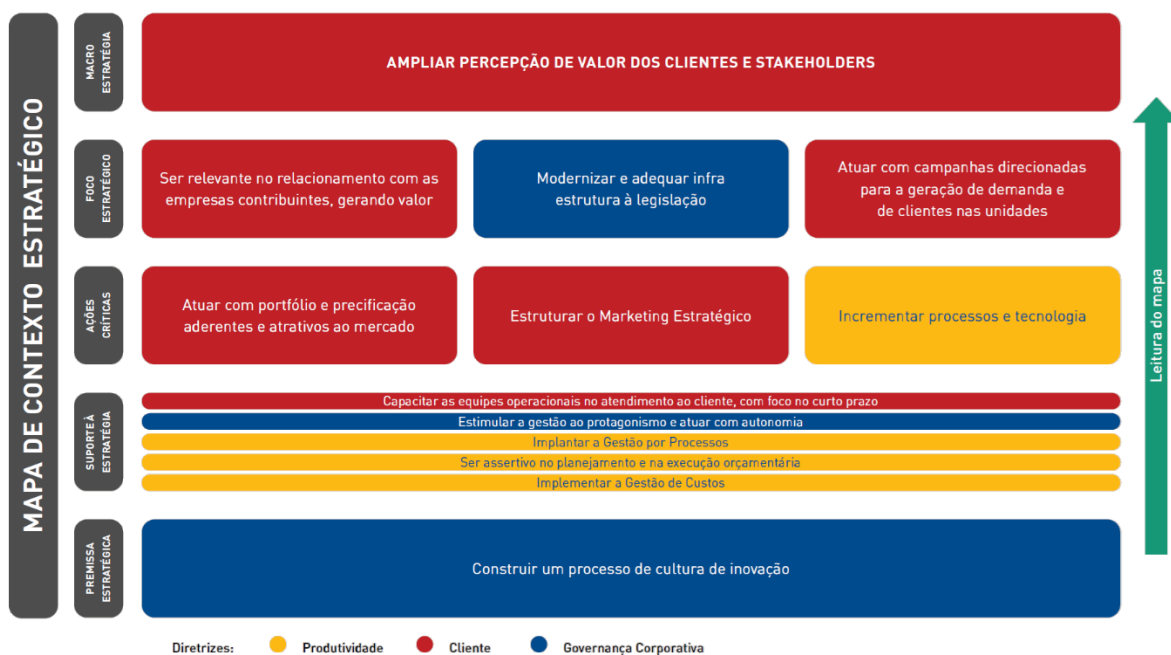 MAPA DE CONTEXTO ESTRATÉGICO
MACRO
ESTRATÉGIA
AMPLIAR PERCEPÇÃO DE VALOR DOS CLIENTES E STAKEHOLDERS
FOCO
ESTRATÉGICO
Ser relevante no relacionamento com as
empresas contribuintes, gerando valor
Modernizar e adequar infra
estrutura à legislação
Atuar com campanhas direcionadas
para a geração de demanda e
de clientes nas unidades
AÇÕES
CRÍTICAS
Atuar com portfólio e precificação
aderentes e atrativos ao mercado
Estruturar o Marketing Estratégico
Incrementar processos e tecnologia
SUPORTE À
ESTRATÉGIA
Capacitar as equipes operacionais no atendimento ao cliente, com foco no curto prazo
Estimular a gestão ao protagonismo e atuar com autonomia
Implantar a Gestão por Processos
Ser assertivo no planejamento e na execução orçamentária
Implementar a Gestão de Custos
PREMISSA
ESTRATÉGICA
Construir um processo de cultura de inovação
Leitura do mapa
Diretrizes: Produtividade Cliente Governança Corporativa